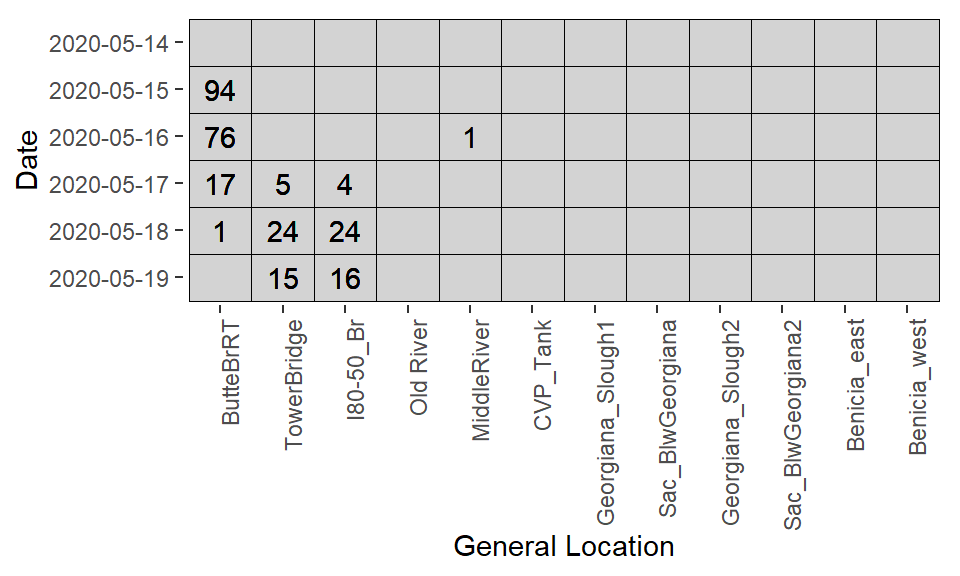 Date
2020-05-14
2020-05-15 94
2020-05-16 76 1
2020-05-17 17 5 4
2020-05-18 1 24 24
2020-05-19 15 16
ButteBrRT
TowerBridge
I80-50_Br
Old River
MiddleRiver
CVP_Tank
Georgiana_Slough1
Sac_BlwGeorgiana
Georgiana_Slough2
Sac_BlwGeorgiana2
Benicia_east
Benicia_west
General Location